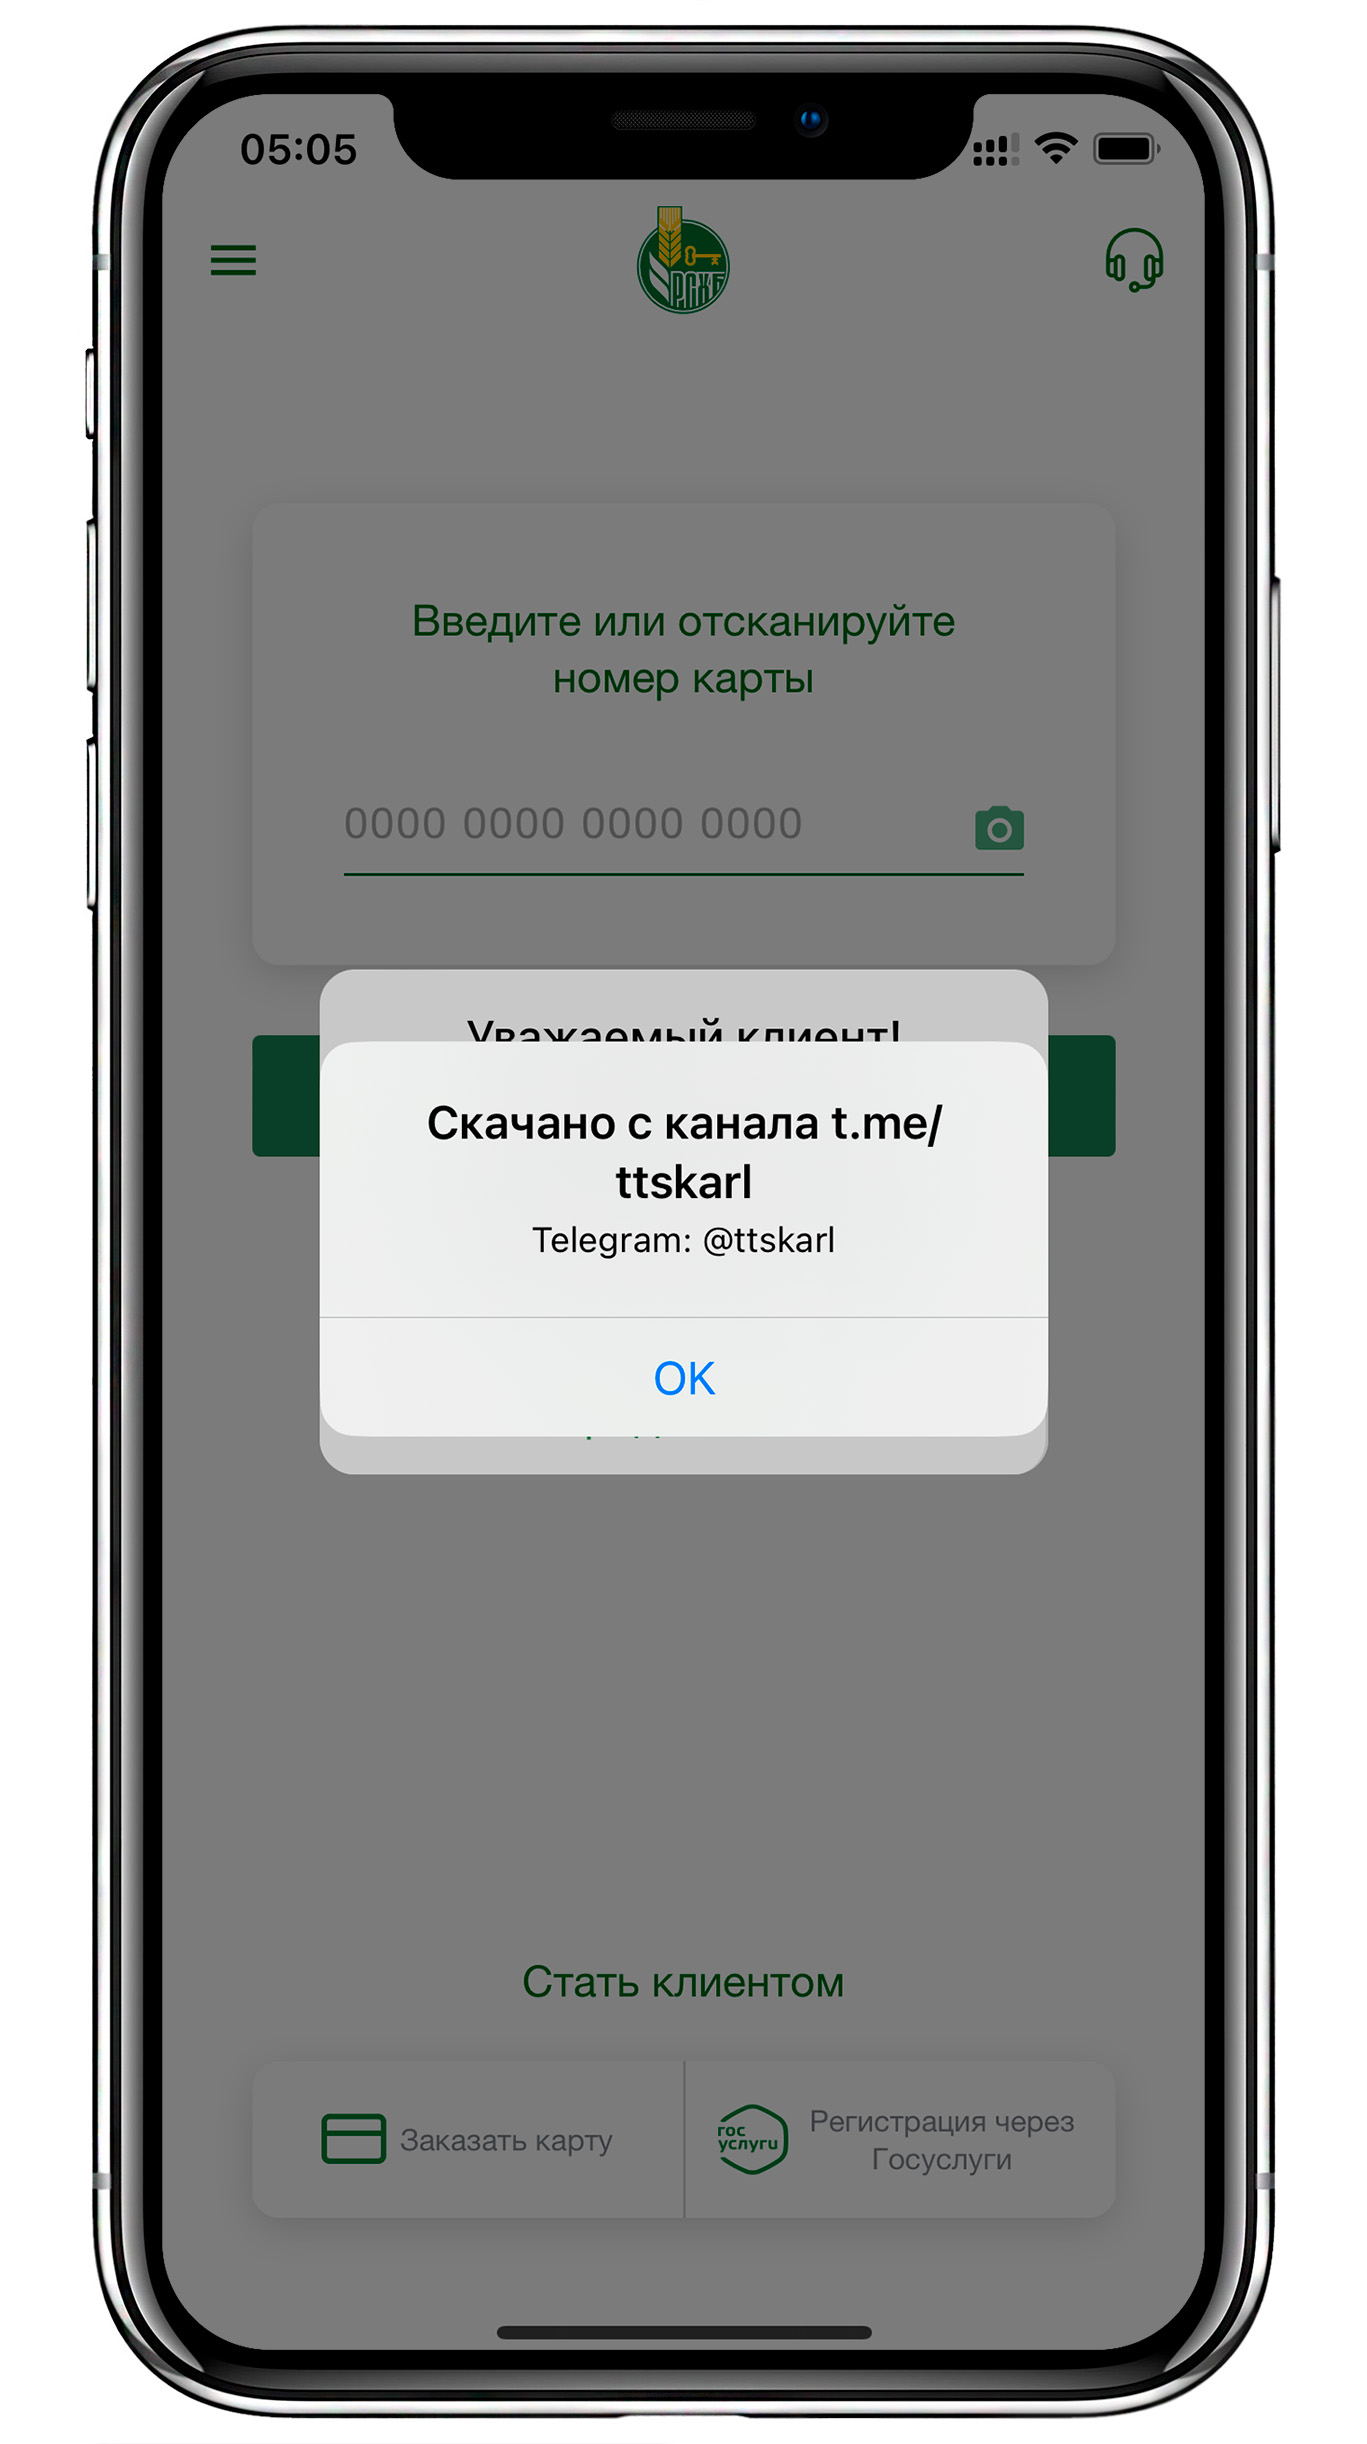 05:05
РСХБ
Введите или отсканируйте
номер карты
0000 0000 0000 0000
Уважаемый клиент!
Скачано с канала t.me/
ttskarl
Telegram: @ttskarl
OK
Стать клиентом
Заказать карту
гос
услуги
Регистрация через
Госуслуги